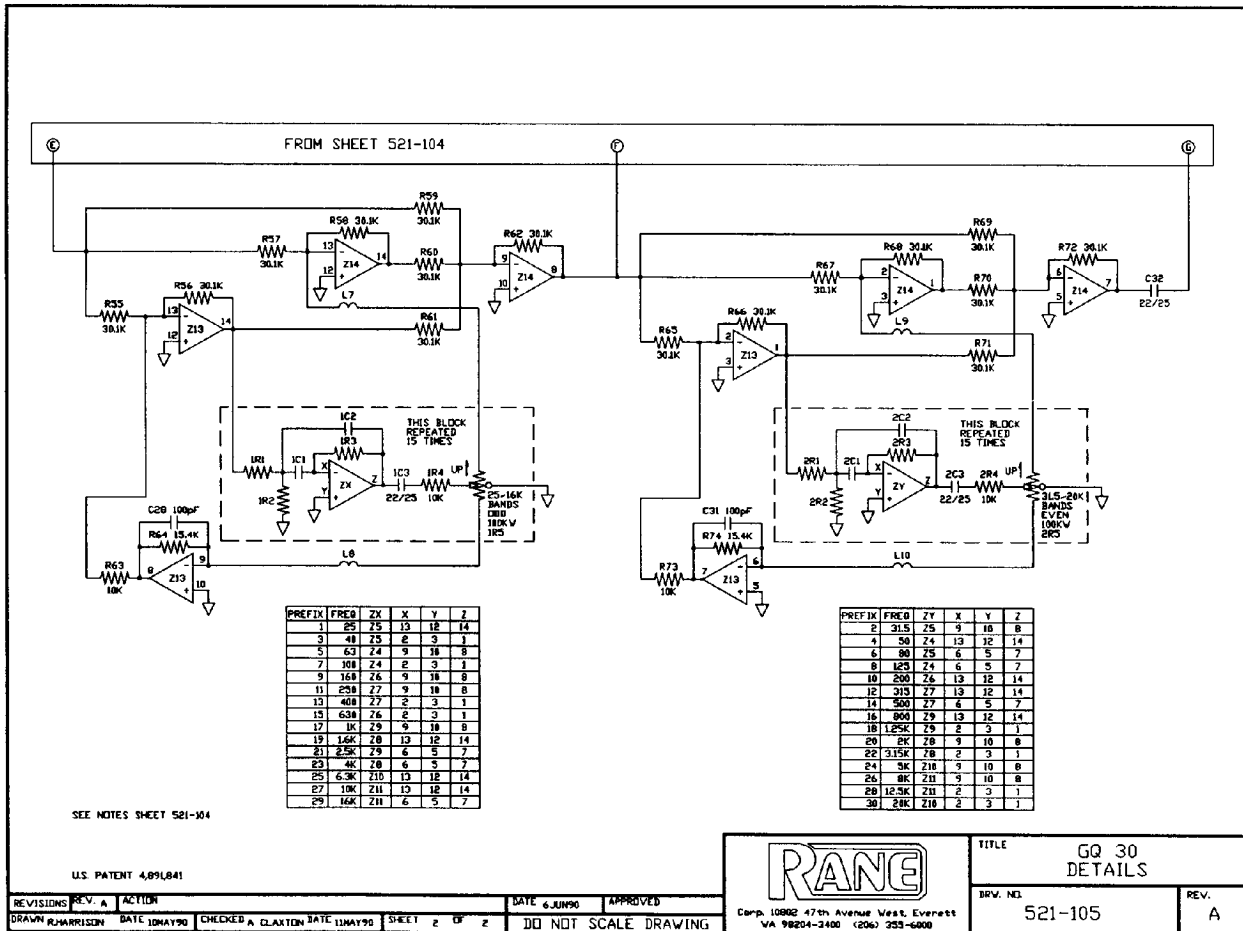 FROM SHEET 521-104
E
F
G
R59
30.1K
R58 30.1K
R57
30.1K
13
12
Z14
14
R60
30.1K
R62 30.1K
9
10
Z14
8
L7
R56 30.1K
R55
30.1K
13
12
Z13
14
R61
30.1K
R69
30.1K
R68 30.1K
R67
30.1K
2
3
Z14
1
R70
30.1K
R72 30.1K
6
5
Z14
7
C32
22/25
L9
R66 30.1K
R65
30.1K
2
3
Z13
1
R71
30.1K
THIS BLOCK
REPEATED
15 TIMES
1C2
1R3
1R1
1C1
X
Y
ZX
Z
1C3
22/25
1R4
10K
UP
1R2
25-16K
BANDS
ODD
100KW
1R5
C28 100pF
R64 15.4K
R63
10K
8
Z13
9
10
L8
THIS BLOCK
REPEATED
15 TIMES
2C2
2R3
2R1
2C1
X
Y
ZY
Z
2C3
22/25
2R4
10K
UP
2R2
31.5-20K
BANDS
EVEN
100KW
2R5
C31 100pF
R74 15.4K
R73
10K
7
Z13
6
5
L10
PREFIX FREQ ZX X Y Z
1 25 Z5 13 12 14
3 40 Z5 2 3 1
5 63 Z4 9 10 8
7 100 Z4 2 3 1
9 160 Z6 9 10 8
11 250 Z7 9 10 8
13 400 Z7 2 3 1
15 630 Z6 2 3 1
17 1K Z9 9 10 8
19 1.6K Z8 13 12 14
21 2.5K Z9 6 5 7
23 4K Z8 6 5 7
25 6.3K Z10 13 12 14
27 10K Z11 13 12 14
29 16K Z11 6 5 7
PREFIX FREQ ZY X Y Z
2 31.5 Z5 9 10 8
4 50 Z4 13 12 14
6 80 Z5 6 5 7
8 125 Z4 6 5 7
10 200 Z6 13 12 14
12 315 Z7 13 12 14
14 500 Z7 6 5 7
16 800 Z9 13 12 14
18 1.25K Z9 2 3 1
20 2K Z8 9 10 8
22 3.15K Z8 2 3 1
24 5K Z10 9 10 8
26 8K Z11 9 10 8
28 12.5K Z11 2 3 1
30 20K Z10 2 3 1
SEE NOTES SHEET 521-104
U.S. PATENT 4,891,841
REVISIONS REV. A ACTION DATE 6JUN90 APPROVED
DRAWN R.HARRISON DATE 10MAY90 CHECKED A CLAXTON DATE 11MAY90 SHEET 2 OF 2 DO NOT SCALE DRAWING
RANE
Corp. 10802 47th Avenue West, Everett
WA 98204-3400 (206) 355-6000
TITLE
GQ 30
DETAILS
DRW. NO.
521-105
REV.
A